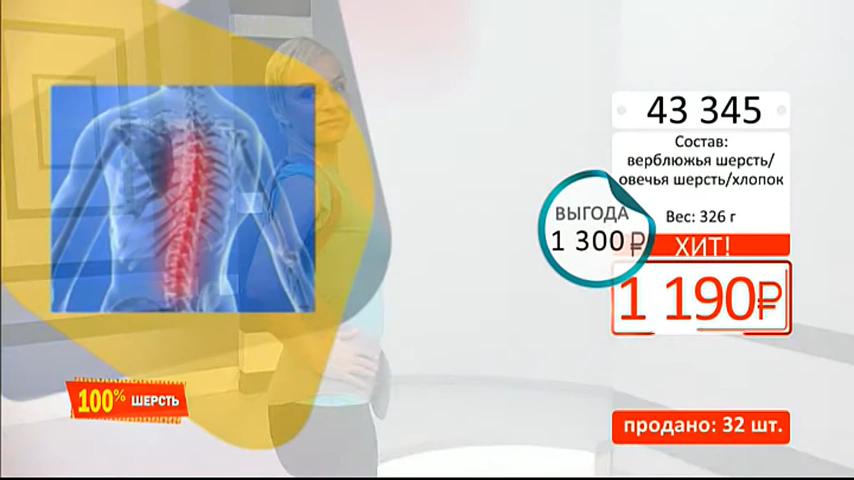 43 345
Состав:
верблюжья шерсть/
овечья шерсть/хлопок
Вес: 326 г
ВЫГОДА
1 300 ₽
ХИТ!
1 190₽
100% ШЕРСТЬ
продано: 32 шт.